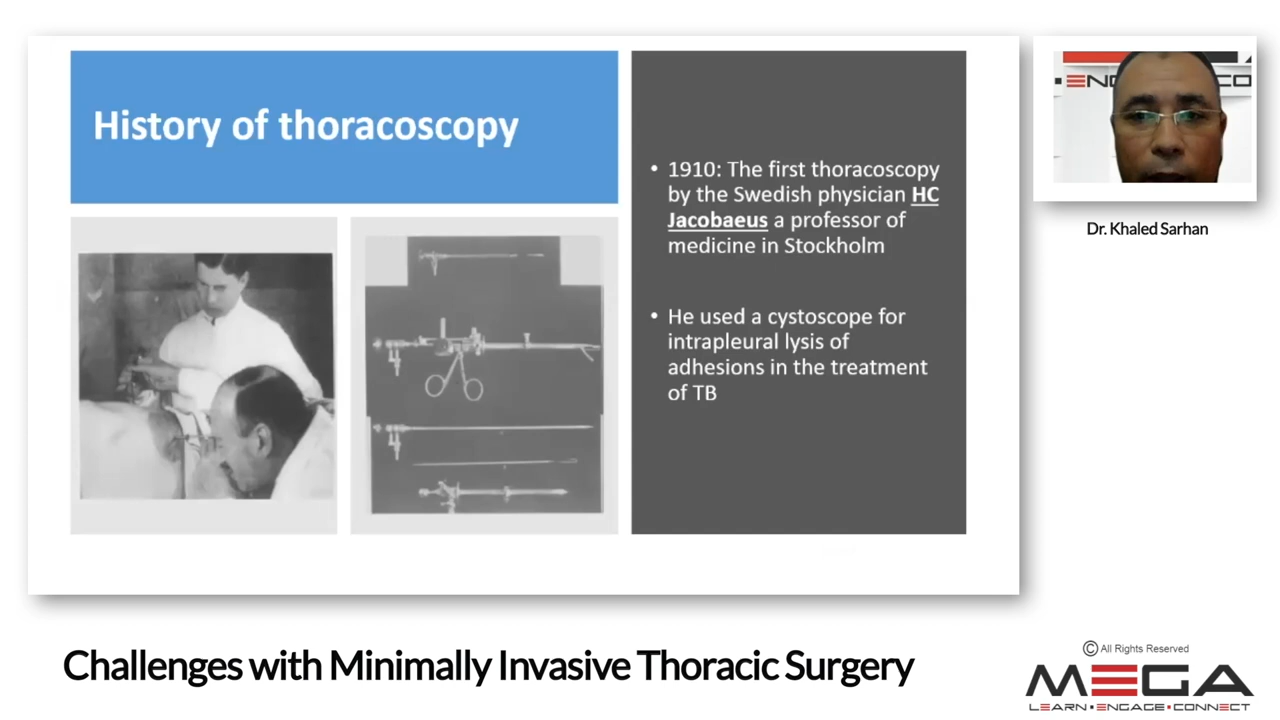 History of thoracoscopy
• 1910: The first thoracoscopy
by the Swedish physician HC
Jacobaeus a professor of
medicine in Stockholm
• He used a cystoscope for
intrapleural lysis of
adhesions in the treatment
of TB
ENG
CO
Dr. Khaled Sarhan
Challenges with Minimally Invasive Thoracic Surgery
© All Rights Reserved
MEGA
LEARN▪ENGAGE▪CONNECT